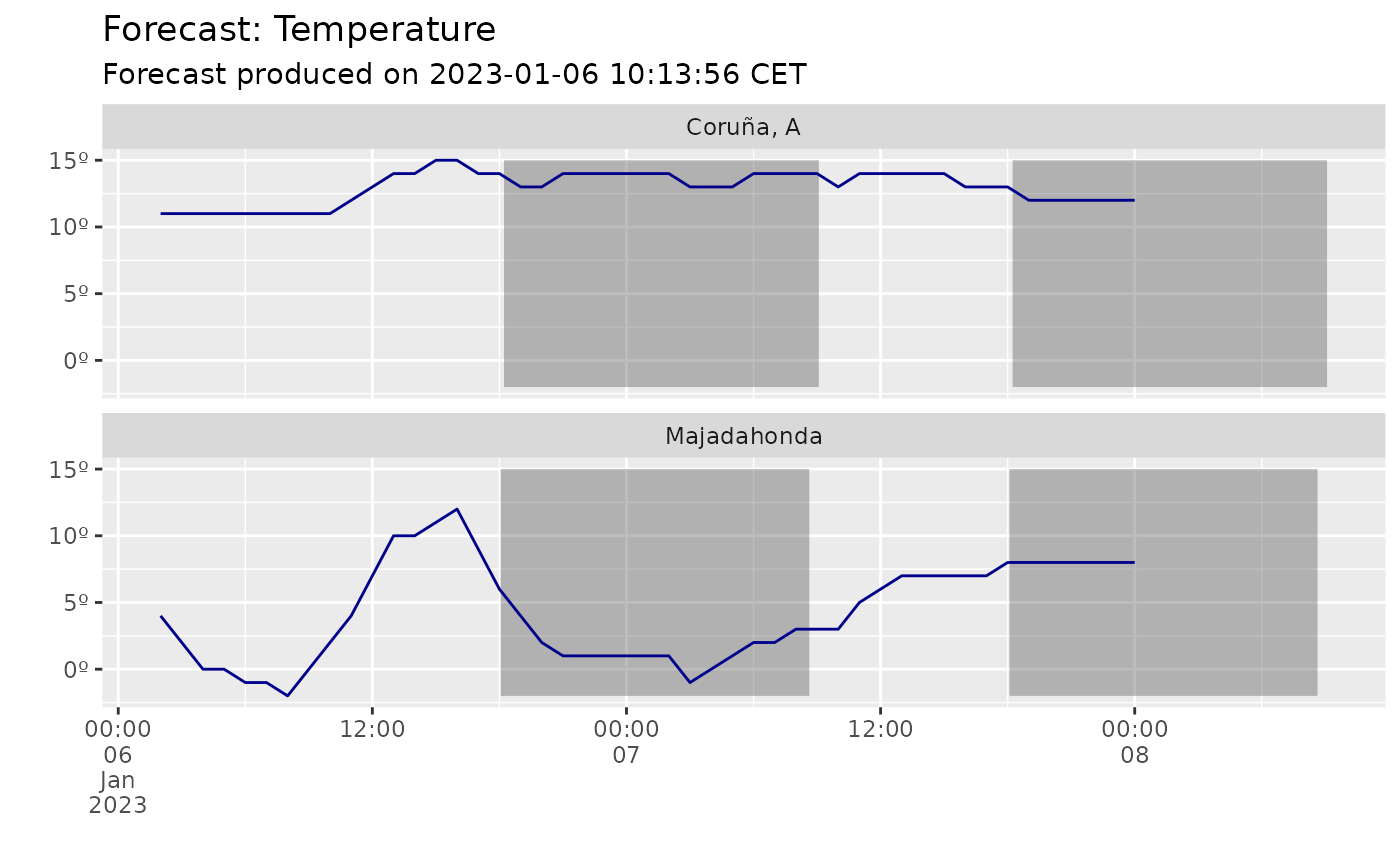 Forecast: Temperature
Forecast produced on 2023-01-06 10:13:56 CET
Coruña, A
15º
10º
5º
0º
Majadahonda
15º
10º
5º
0º
00:00 12:00 00:00 12:00 00:00
06 07 08
Jan
2023